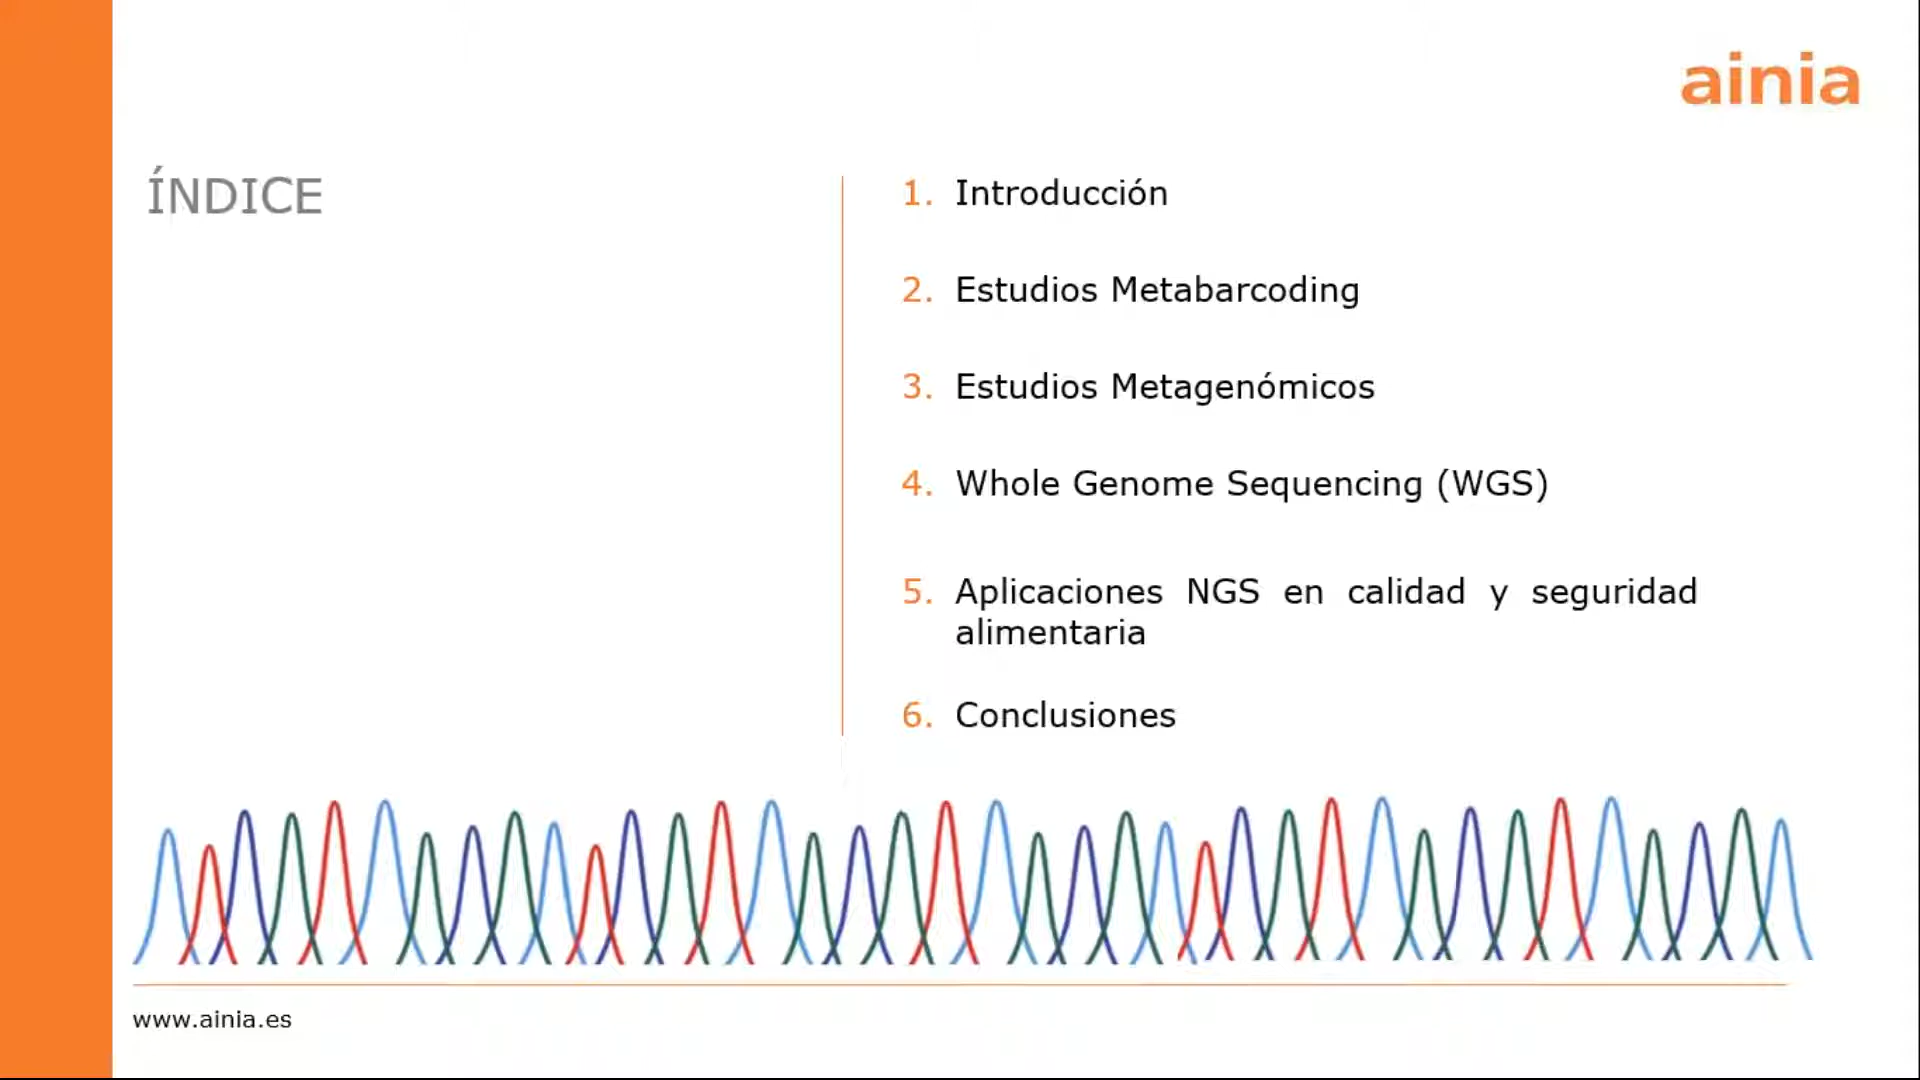 ainia
ÍNDICE
1. Introducción
2. Estudios Metabarcoding
3. Estudios Metagenómicos
4. Whole Genome Sequencing (WGS)
5. Aplicaciones NGS en calidad y seguridad
alimentaria
6. Conclusiones
www.ainia.es